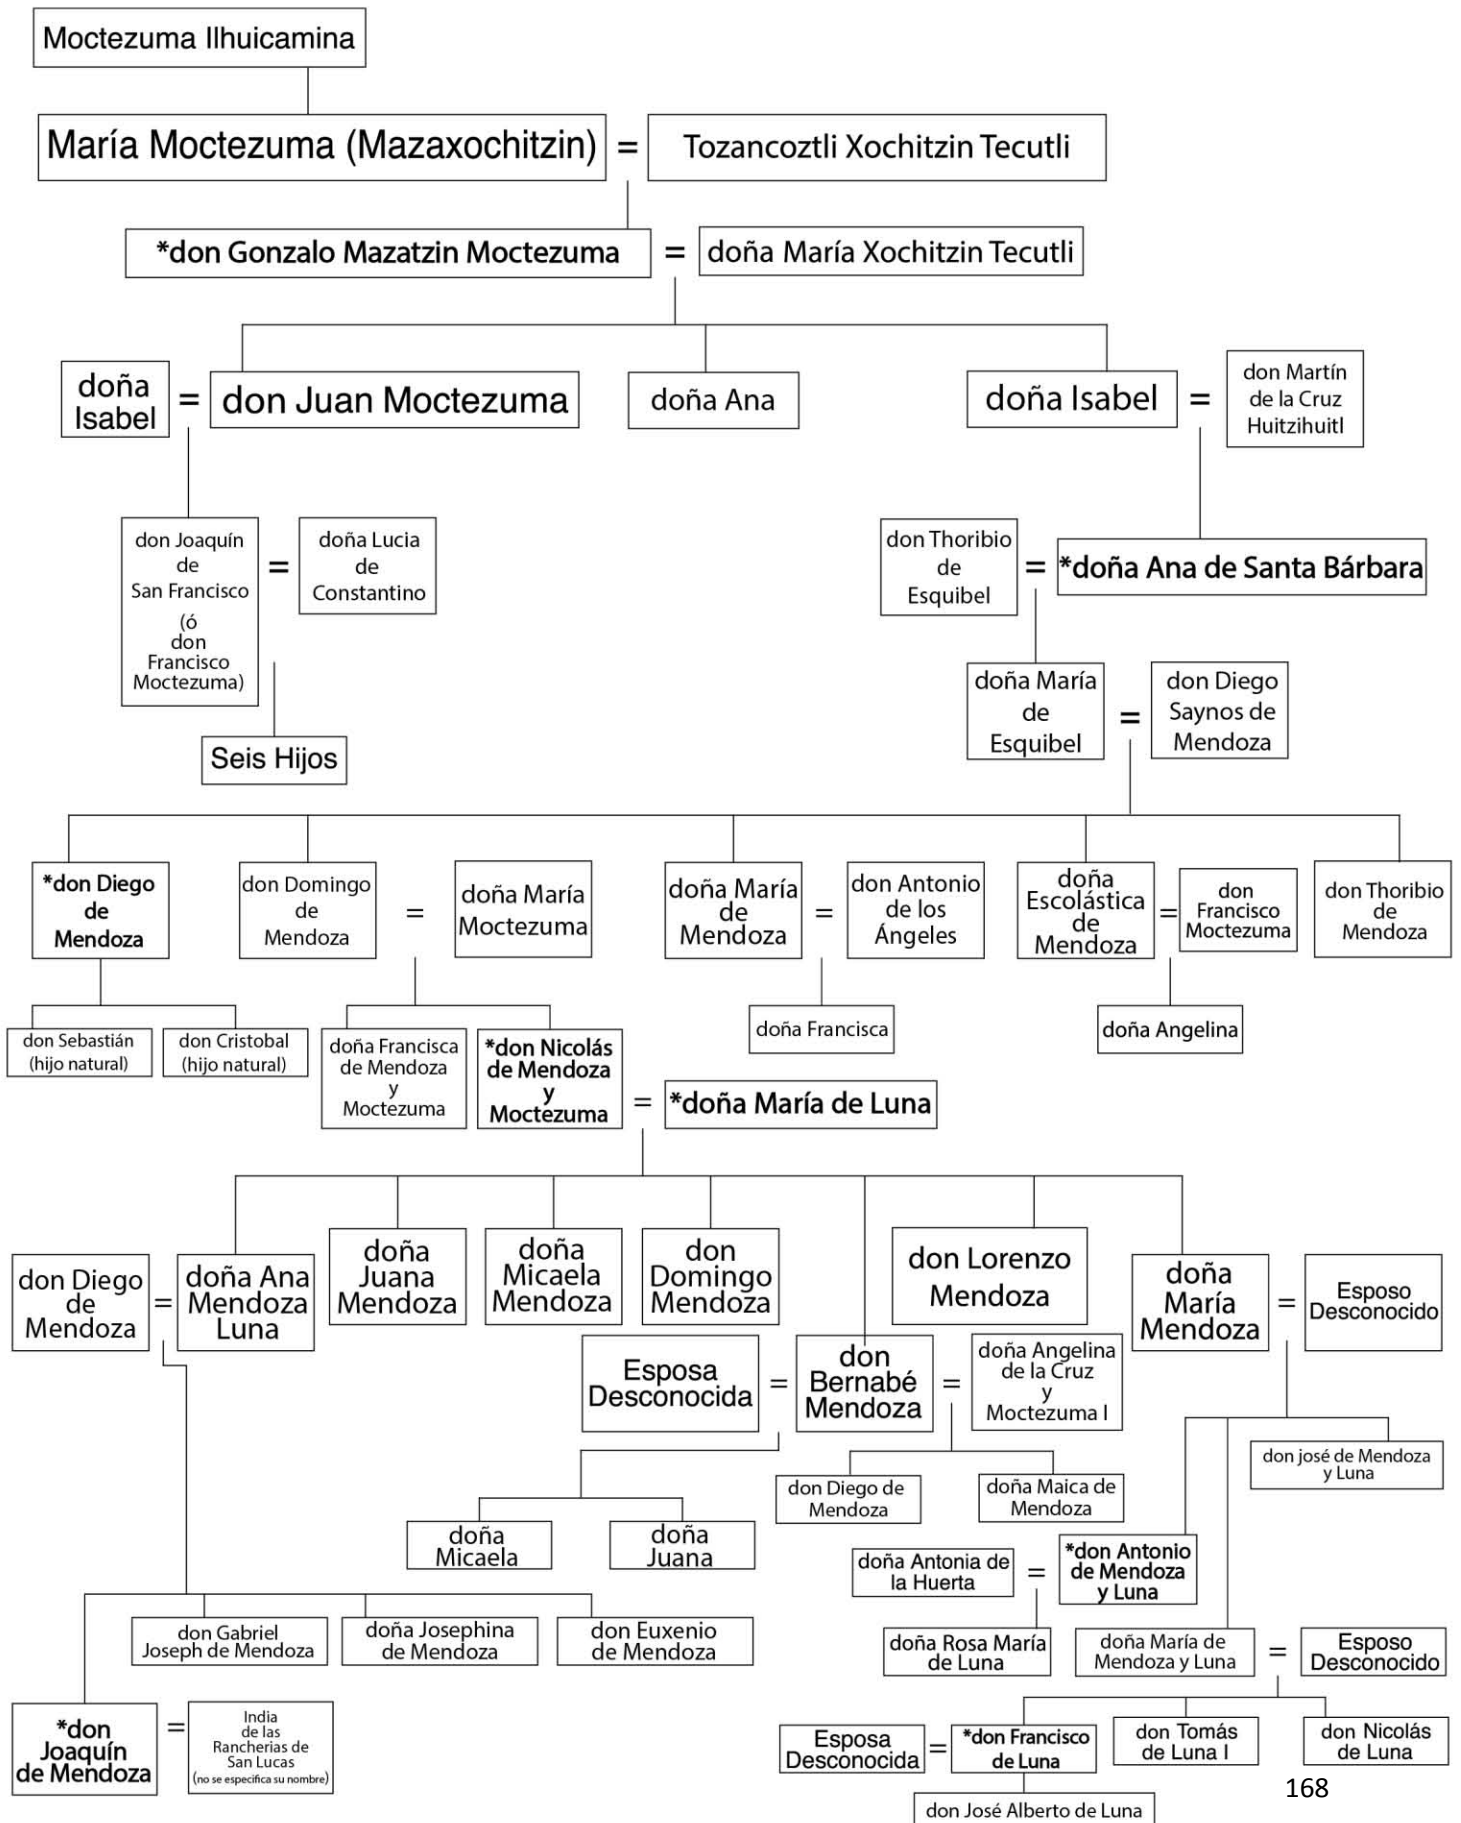 Moctezuma Ilhuicamina
María Moctezuma (Mazaxochitzin)
=
Tozancoztli Xochitzin Tecutli
*don Gonzalo Mazatzin Moctezuma
=
doña María Xochitzin Tecutli
doña
Isabel
=
don Juan Moctezuma
doña Ana
doña Isabel
=
don Martín
de la Cruz
Huitzihuitl
don Joaquín
de
San Francisco
(ó
don
Francisco
Moctezuma)
=
doña Lucia
de
Constantino
Seis Hijos
don Thoribio
de
Esquibel
=
*doña Ana de Santa Bárbara
doña María
de
Esquibel
=
don Diego
Saynos de
Mendoza
*don Diego
de
Mendoza
don Domingo
de
Mendoza
=
doña María
Moctezuma
doña María
de
Mendoza
=
don Antonio
de los
Ángeles
doña
Escolástica
de
Mendoza
=
don
Francisco
Moctezuma
don Thoribio
de
Mendoza
don Sebastián
(hijo natural)
don Cristobal
(hijo natural)
doña Francisca
de Mendoza
y
Moctezuma
*don Nicolás
de Mendoza
y
Moctezuma
=
*doña María de Luna
doña Francisca
doña Angelina
don Diego
de
Mendoza
=
doña Ana
Mendoza
Luna
doña
Juana
Mendoza
doña
Micaela
Mendoza
don
Domingo
Mendoza
don Lorenzo
Mendoza
doña
María
Mendoza
=
Esposo
Desconocido
Esposa
Desconocida
=
don
Bernabé
Mendoza
=
doña Angelina
de la Cruz
y
Moctezuma I
don josé de Mendoza
y Luna
don Diego de
Mendoza
doña Maica de
Mendoza
doña
Micaela
doña
Juana
doña Antonia de
la Huerta
=
*don Antonio
de Mendoza
y Luna
don Gabriel
Joseph de Mendoza
doña Josephina
de Mendoza
don Euxenio
de Mendoza
doña Rosa María
de Luna
doña María de
Mendoza y Luna
=
Esposo
Desconocido
*don
Joaquín
de Mendoza
=
India
de las
Rancherias de
San Lucas
(no se especifica su nombre)
Esposa
Desconocida
=
*don Francisco
de Luna
don Tomás
de Luna I
don Nicolás
de Luna
168
don José Alberto de Luna